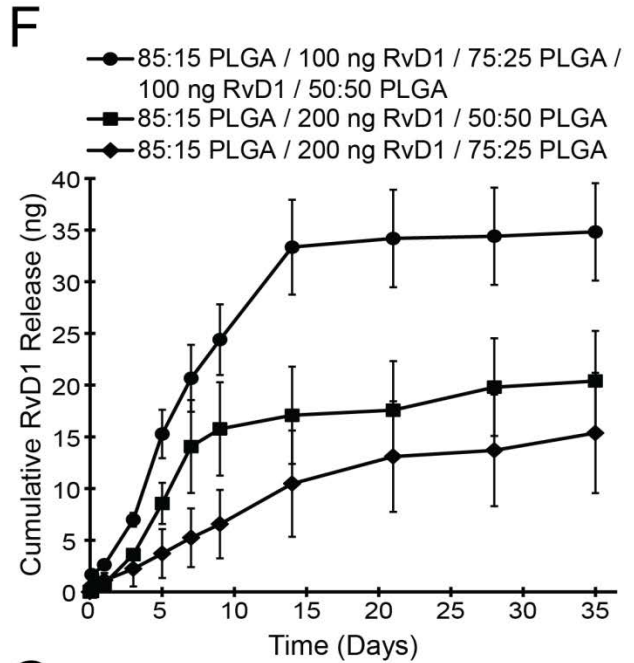 F
85:15 PLGA / 100 ng RvD1 / 75:25 PLGA /
100 ng RvD1 / 50:50 PLGA
85:15 PLGA / 200 ng RvD1 / 50:50 PLGA
85:15 PLGA / 200 ng RvD1 / 75:25 PLGA
Cumulative RvD1 Release (ng)
40
35
30
25
20
15
10
5
0
0 5 10 15 20 25 30 35
Time (Days)